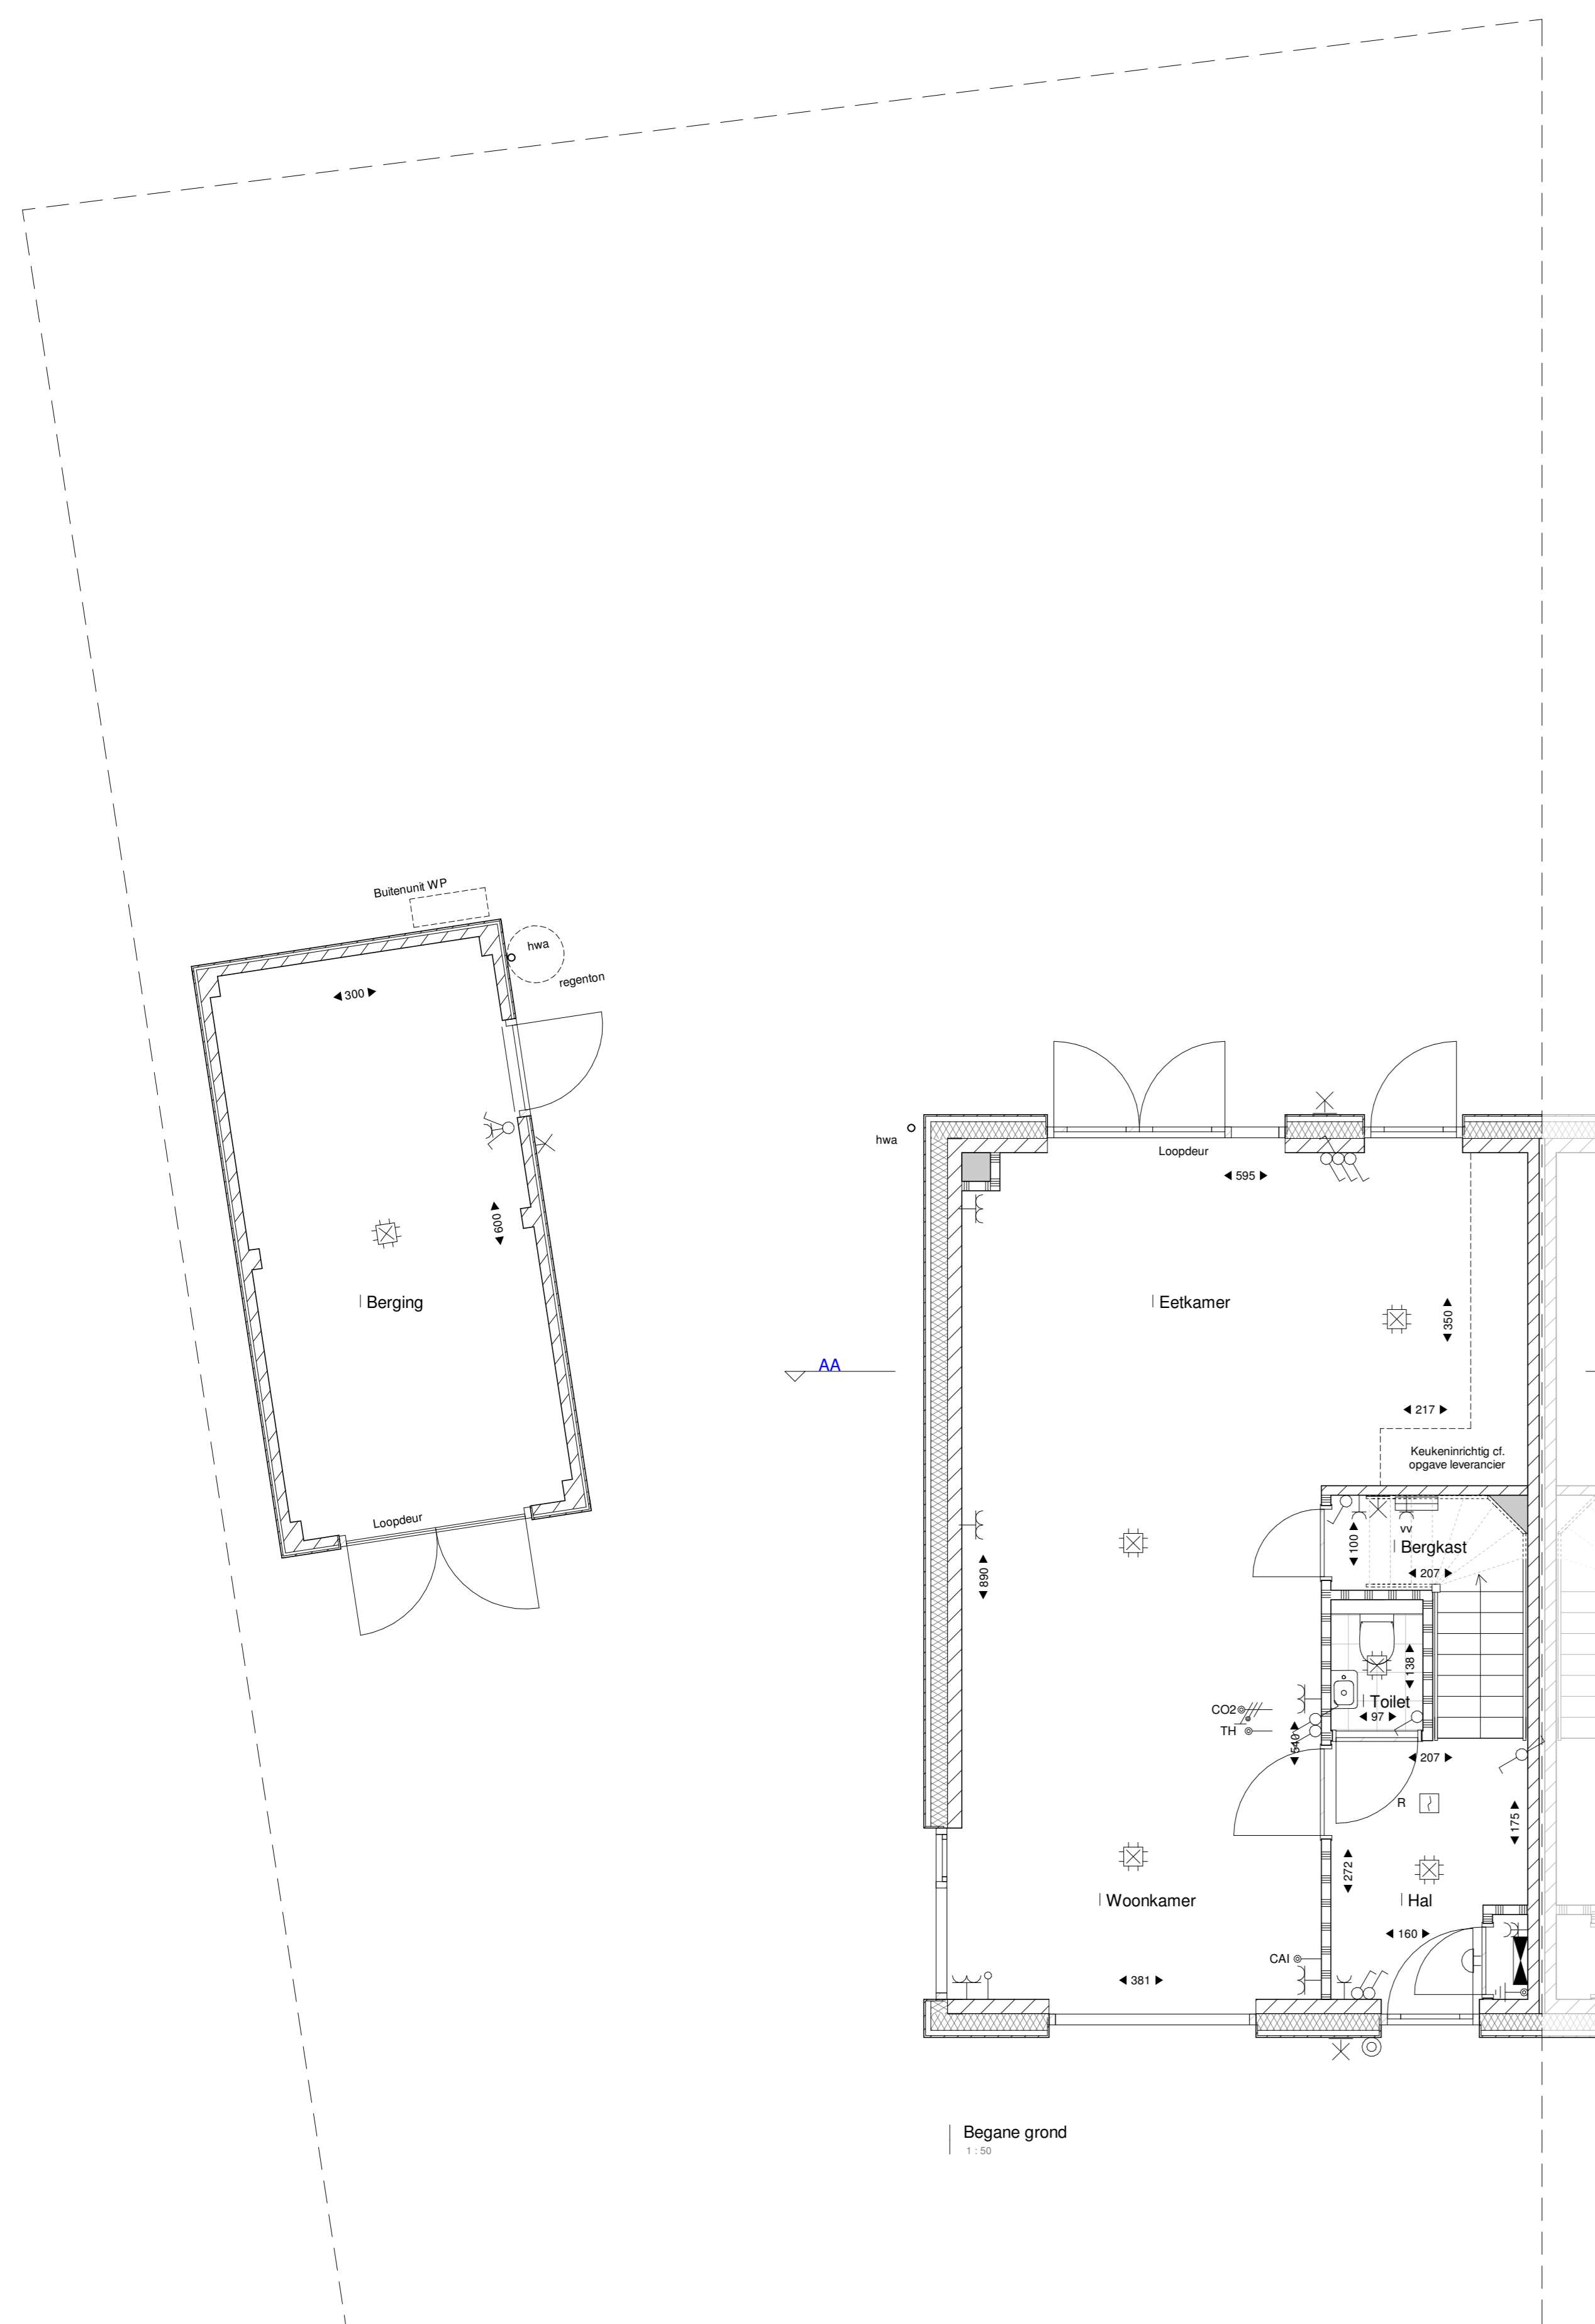 Buitenunit WP
hwa
regenton
300
600
Berging
Loopdeur
hwa
Loopdeur
595
Eetkamer
350
AA
217
Keukeninrichtig cf.
opgave leverancier
100
vv
Bergkast
207
890
138
Toilet
97
CO2
TH
540
207
R
175
272
Woonkamer
Hal
160
CAI
381
Begane grond
1 : 50